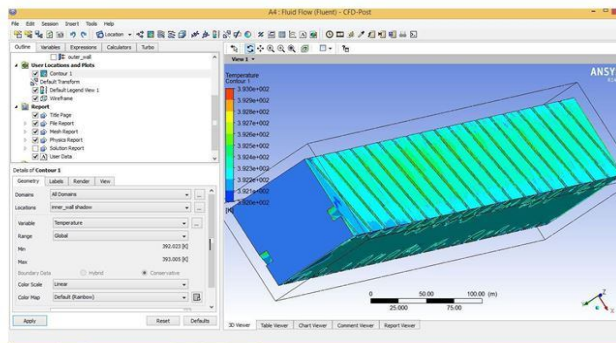 A4 : Fluid Flow (Fluent) - CFD-Post
File Edit Session Insert Tools Help
Location
Outline Variables Expressions Calculators Turbo
outer_wall
User Locations and Plots
Contour 1
Default Transform
Default Legend View 1
Wireframe
Report
Title Page
File Report
Mesh Report
Physics Report
Solution Report
User Data
Details of Contour 1
Geometry Labels Render View
Domains All Domains
Locations inner_wall shadow
Variable Temperature
Range Global
Min 392.023 [K]
Max 393.005 [K]
Boundary Data Hybrid Conservative
Color Scale Linear
Color Map Default (Rainbow)
Apply Reset Defaults
View 1
Temperature
Contour 1
3.930e+002
3.929e+002
3.928e+002
3.927e+002
3.926e+002
3.925e+002
3.924e+002
3.923e+002
3.922e+002
3.921e+002
3.920e+002
[K]
ANSY
0 50.00 100.00 (m)
25.000 75.00
Z
X
3D Viewer Table Viewer Chart Viewer Comment Viewer Report Viewer